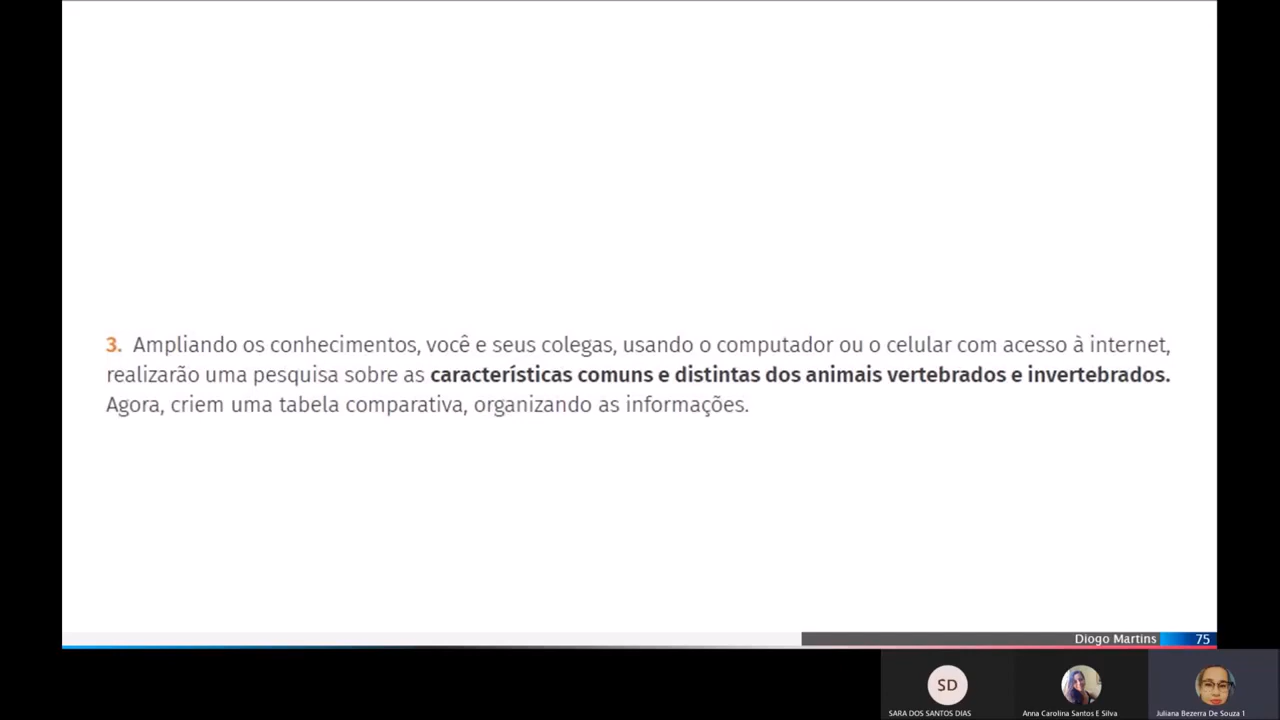 3. Ampliando os conhecimentos, você e seus colegas, usando o computador ou o celular com acesso à internet,
realizarão uma pesquisa sobre as características comuns e distintas dos animais vertebrados e invertebrados.
Agora, criem uma tabela comparativa, organizando as informações.
Diogo Martins 75
SD
SARA DOS SANTOS DIAS
Anna Carolina Santos E Silva
Juliana Bezerra De Souza 1